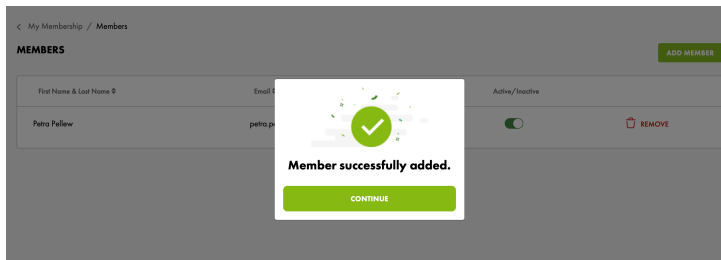 < My Membership / Members
MEMBERS
ADD MEMBER
First Name & Last Name Email Active/Inactive
Petra Pellew REMOVE
Member successfully added.
CONTINUE